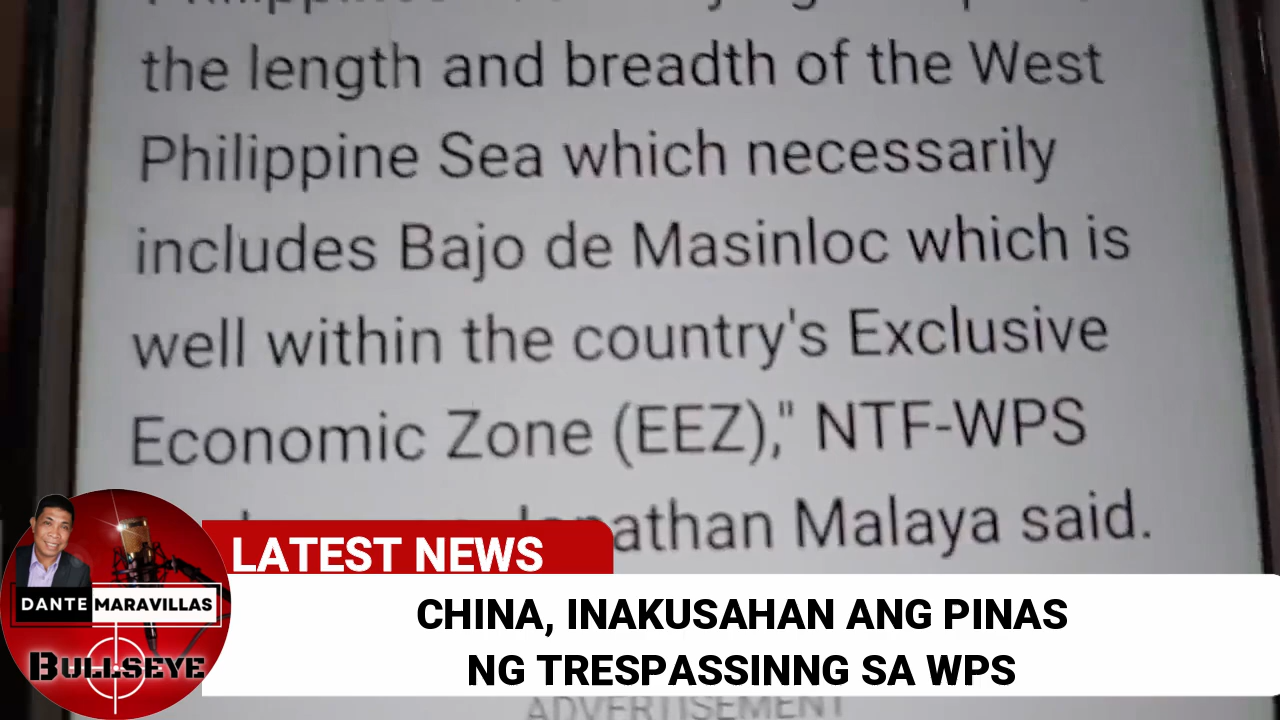 the length and breadth of the West
Philippine Sea which necessarily
includes Bajo de Masinloc which is
well within the country's Exclusive
Economic Zone (EEZ)," NTF-WPS
Jonathan Malaya said.
LATEST NEWS
DANTE MARAVILLAS
BULLSEYE
CHINA, INAKUSAHAN ANG PINAS
NG TRESPASSINNG SA WPS
ADVERTISEMENT